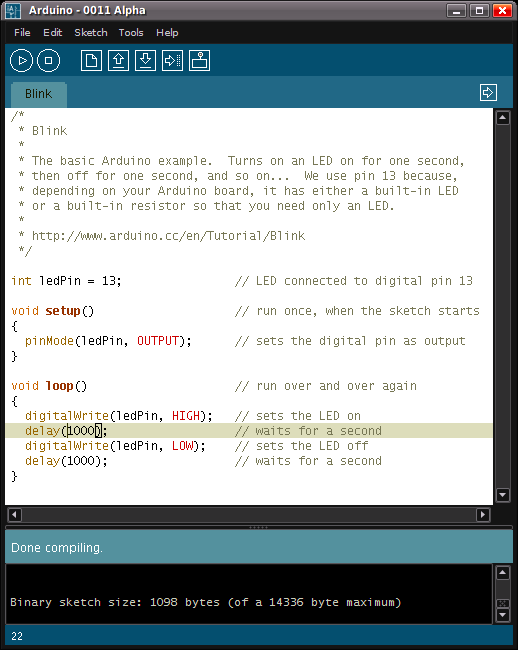 Arduino - 0011 Alpha
File Edit Sketch Tools Help
Blink
/*
 * Blink
 *
 * The basic Arduino example.  Turns on an LED on for one second,
 * then off for one second, and so on...  We use pin 13 because,
 * depending on your Arduino board, it has either a built-in LED
 * or a built-in resistor so that you need only an LED.
 *
 * http://www.arduino.cc/en/Tutorial/Blink
 */
int ledPin = 13;                // LED connected to digital pin 13
void setup()                    // run once, when the sketch starts
{
  pinMode(ledPin, OUTPUT);      // sets the digital pin as output
}
void loop()                     // run over and over again
{
  digitalWrite(ledPin, HIGH);   // sets the LED on
  delay(1000);                  // waits for a second
  digitalWrite(ledPin, LOW);    // sets the LED off
  delay(1000);                  // waits for a second
}
Done compiling.
Binary sketch size: 1098 bytes (of a 14336 byte maximum)
22